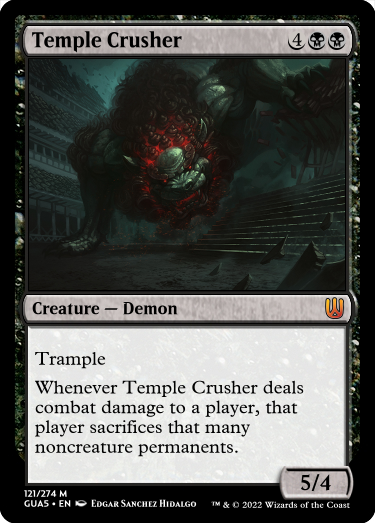 Temple Crusher 4
Creature — Demon
Trample
Whenever Temple Crusher deals
combat damage to a player, that
player sacrifices that many
noncreature permanents.
5/4
121/274 M
GUA5 • EN Edgar Sanchez Hidalgo ™ & © 2022 Wizards of the Coast